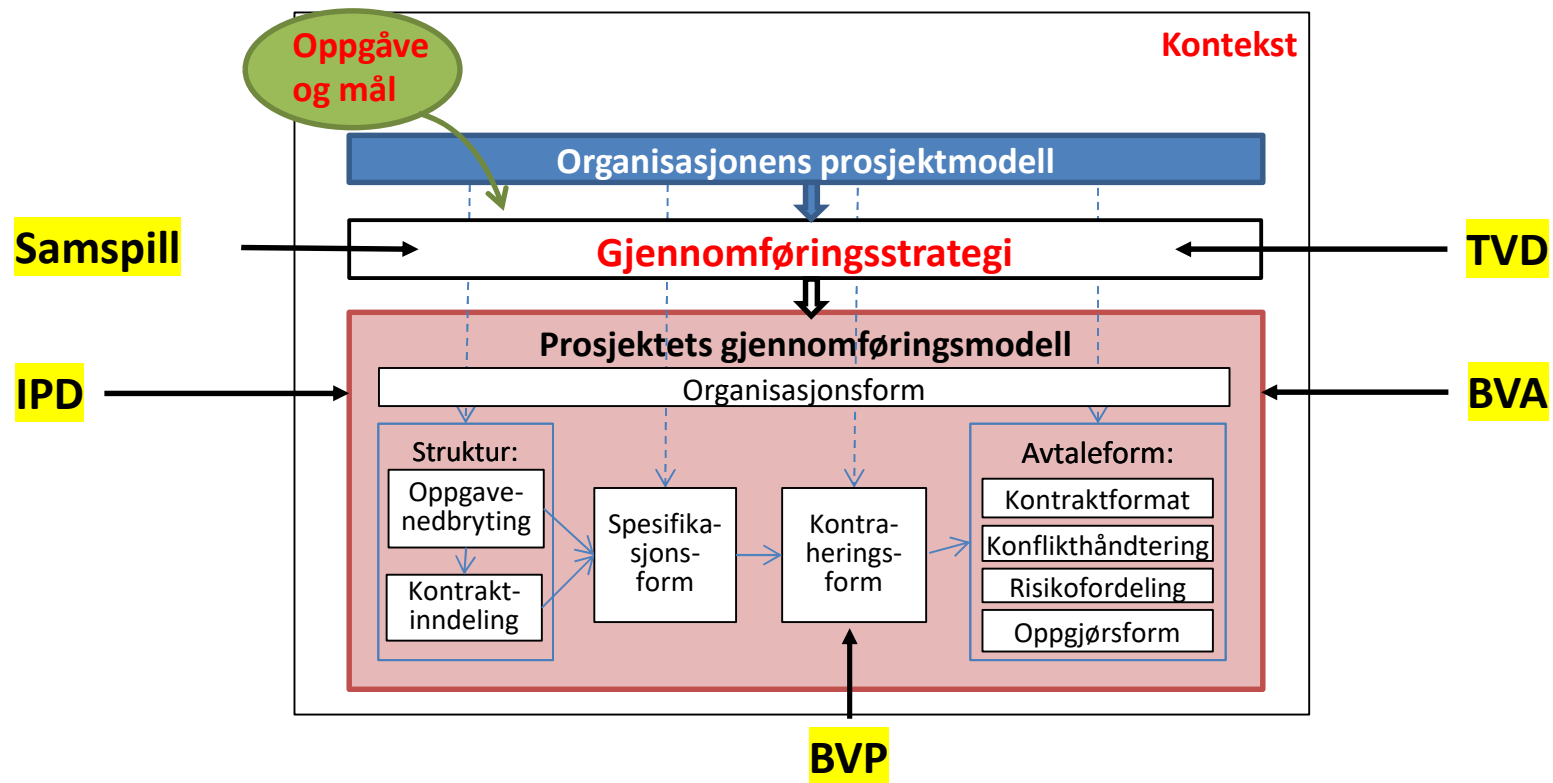 Oppgåve
og mål
Kontekst
Organisasjonens prosjektmodell
Samspill
Gjennomføringsstrategi
TVD
Prosjektets gjennomføringsmodell
IPD
Organisasjonsform
BVA
Struktur:
Oppgave-
nedbryting
Kontrakt-
inndeling
Spesifika-
sjons-
form
Kontra-
herings-
form
Avtaleform:
Kontraktformat
Konflikthåndtering
Risikofordeling
Oppgjørsform
BVP